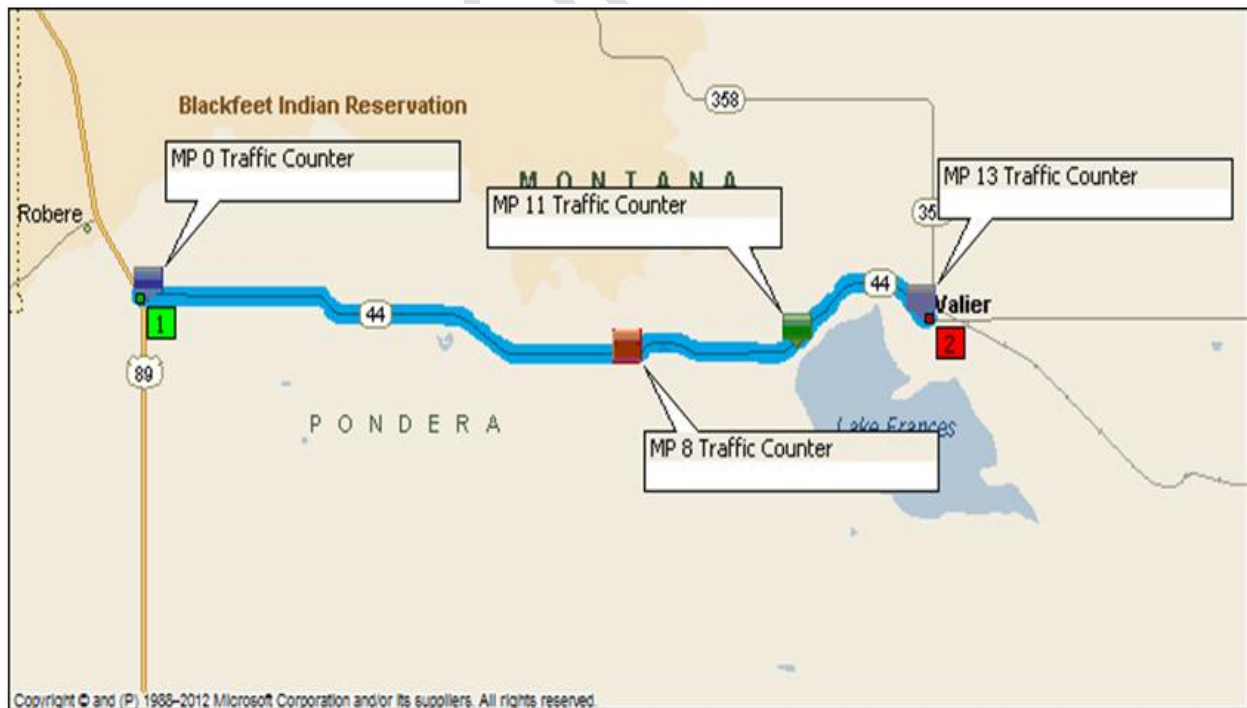 358
Blackfeet Indian Reservation
MP 0 Traffic Counter
MONTANA
MP 13 Traffic Counter
MP 11 Traffic Counter
Robere
44
Valier
1
44
2
89
PONDERA
Lake Frances
MP 8 Traffic Counter
Copyright © and (P) 1988–2012 Microsoft Corporation and/or its suppliers. All rights reserved.